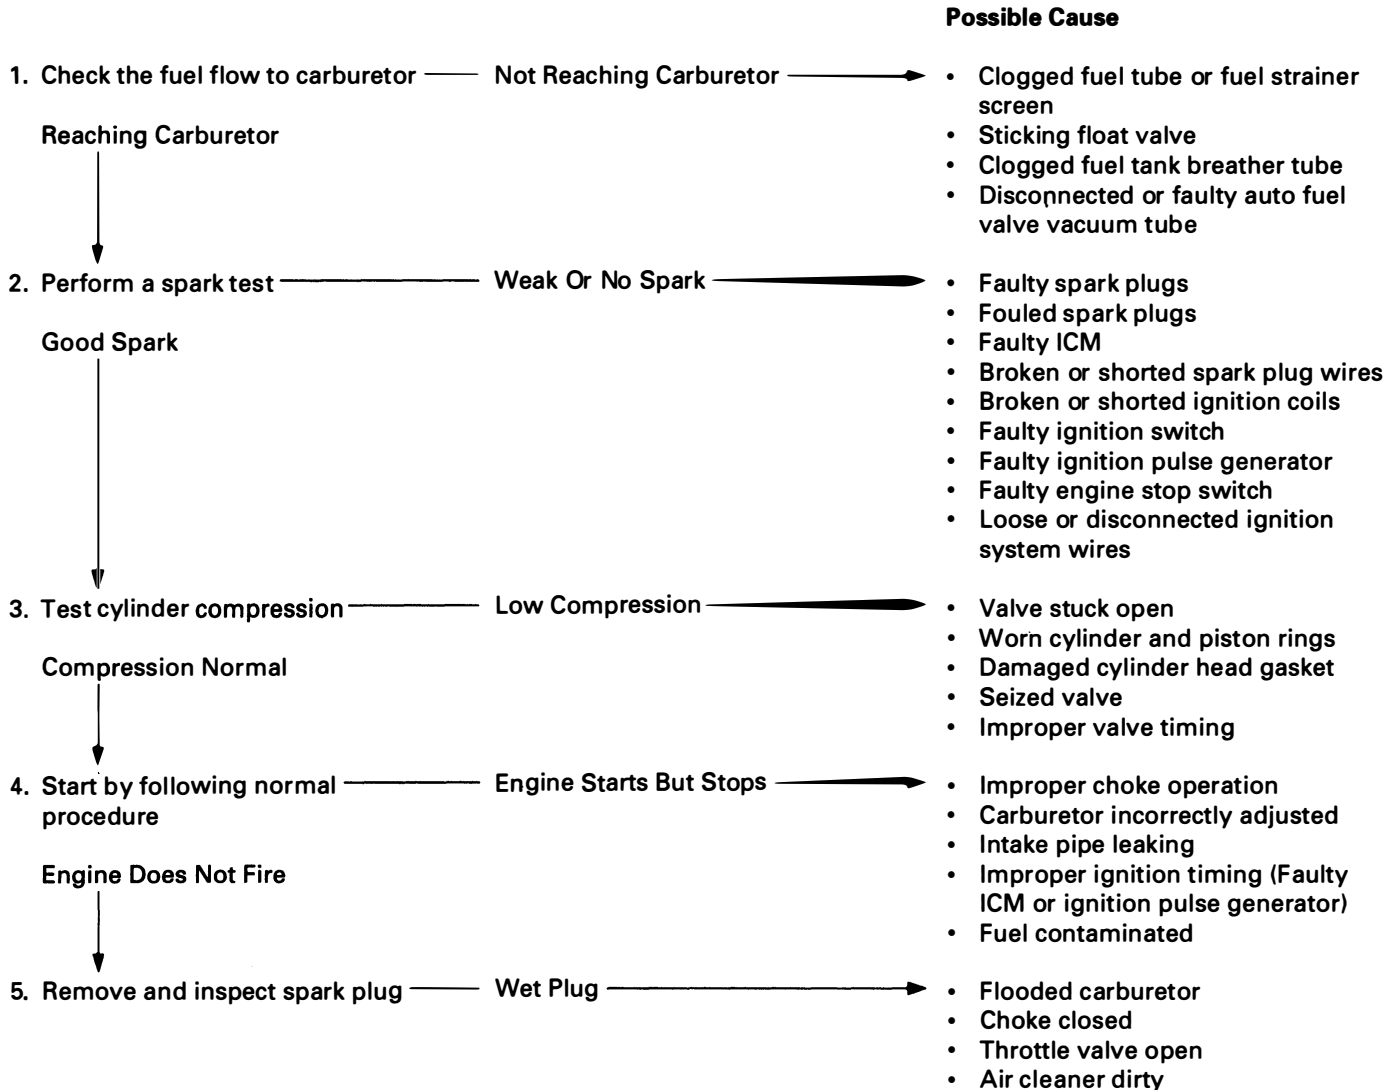 Possible Cause
1. Check the fuel flow to carburetor Not Reaching Carburetor • Clogged fuel tube or fuel strainer
screen
Reaching Carburetor • Sticking float valve
• Clogged fuel tank breather tube
• Disconnected or faulty auto fuel
valve vacuum tube
2. Perform a spark test Weak Or No Spark • Faulty spark plugs
• Fouled spark plugs
Good Spark • Faulty ICM
• Broken or shorted spark plug wires
• Broken or shorted ignition coils
• Faulty ignition switch
• Faulty ignition pulse generator
• Faulty engine stop switch
• Loose or disconnected ignition
system wires
3. Test cylinder compression Low Compression • Valve stuck open
• Worn cylinder and piston rings
Compression Normal • Damaged cylinder head gasket
• Seized valve
• Improper valve timing
4. Start by following normal Engine Starts But Stops • Improper choke operation
procedure • Carburetor incorrectly adjusted
• Intake pipe leaking
Engine Does Not Fire • Improper ignition timing (Faulty
ICM or ignition pulse generator)
• Fuel contaminated
5. Remove and inspect spark plug Wet Plug • Flooded carburetor
• Choke closed
• Throttle valve open
• Air cleaner dirty